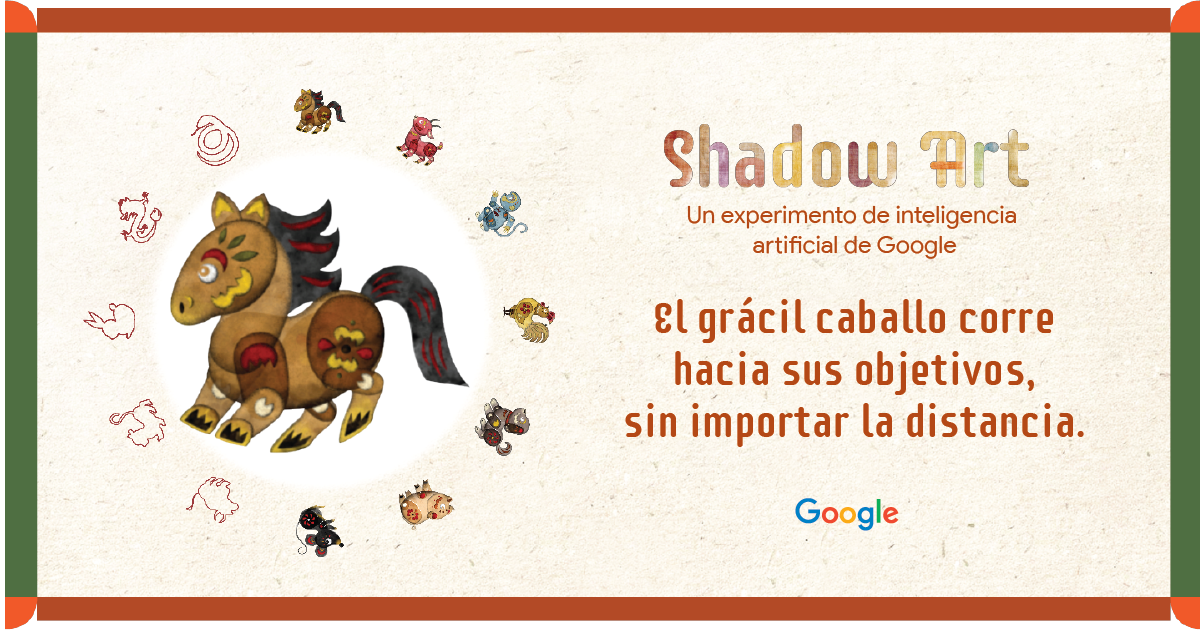 Shadow Art
Un experimento de inteligencia
artificial de Google
El grácil caballo corre
hacia sus objetivos,
sin importar la distancia.
Google